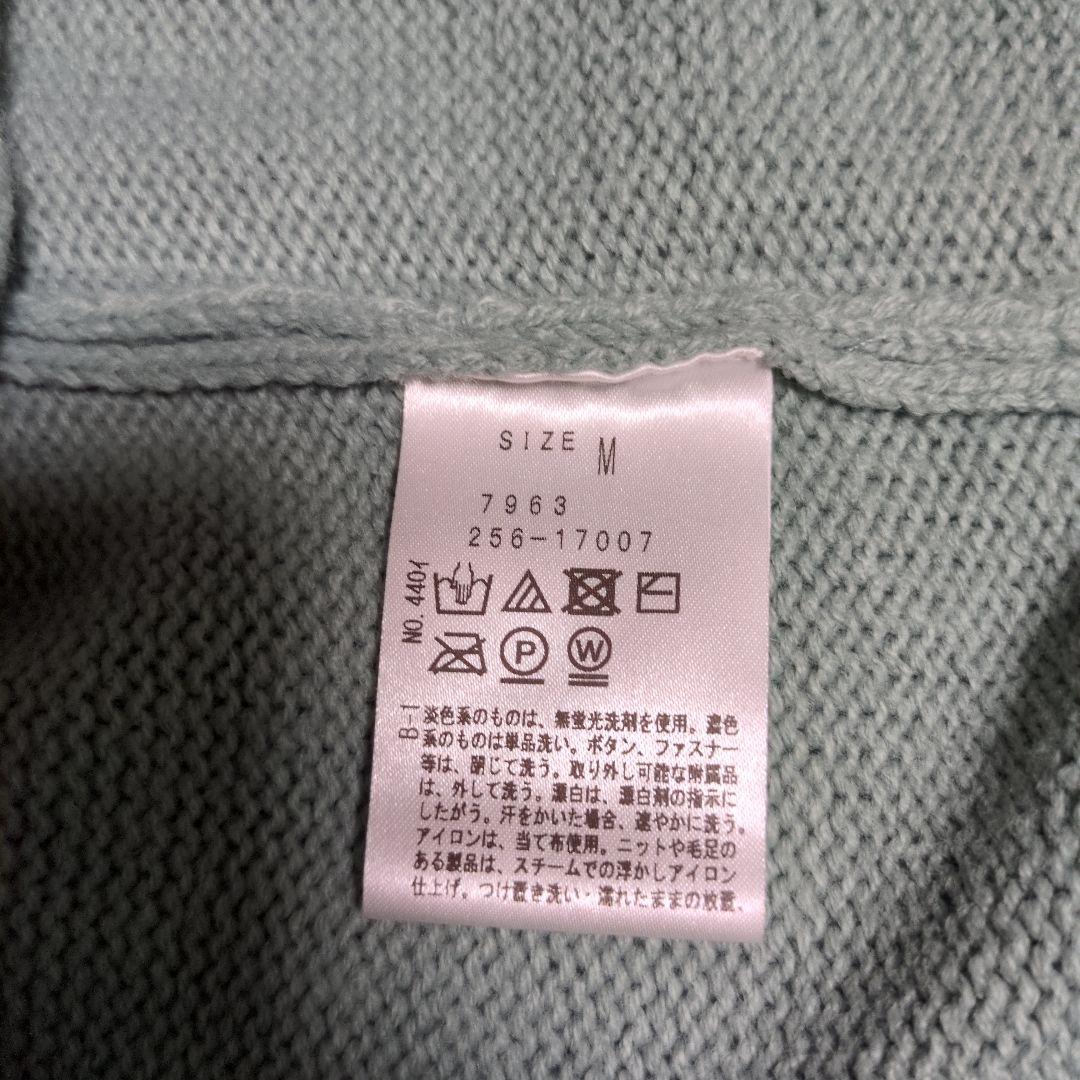 SIZE M
7963
256-17007
NO.440イ
P W
B-1
淡色系のものは、無蛍光洗剤を使用。濃色
系のものは単品洗い。ボタン、ファスナー
等は、閉じて洗う。取り外し可能な附属品
は、外して洗う。漂白は、漂白剤の指示に
したがう。汗をかいた場合、速やかに洗う。
アイロンは、当て布使用。ニットや毛足の
ある製品は、スチームでの浮かしアイロン
仕上げ。つけ置き洗い・濡れたままの放置、